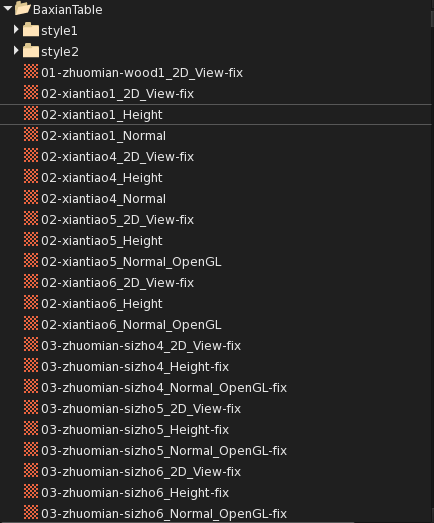 BaxianTable
style1
style2
01-zhuomian-wood1_2D_View-fix
02-xiantiao1_2D_View-fix
02-xiantiao1_Height
02-xiantiao1_Normal
02-xiantiao4_2D_View-fix
02-xiantiao4_Height
02-xiantiao4_Normal
02-xiantiao5_2D_View-fix
02-xiantiao5_Height
02-xiantiao5_Normal_OpenGL
02-xiantiao6_2D_View-fix
02-xiantiao6_Height
02-xiantiao6_Normal_OpenGL
03-zhuomian-sizho4_2D_View-fix
03-zhuomian-sizho4_Height-fix
03-zhuomian-sizho4_Normal_OpenGL-fix
03-zhuomian-sizho5_2D_View-fix
03-zhuomian-sizho5_Height-fix
03-zhuomian-sizho5_Normal_OpenGL-fix
03-zhuomian-sizho6_2D_View-fix
03-zhuomian-sizho6_Height-fix
03-zhuomian-sizho6_Normal_OpenGL-fix